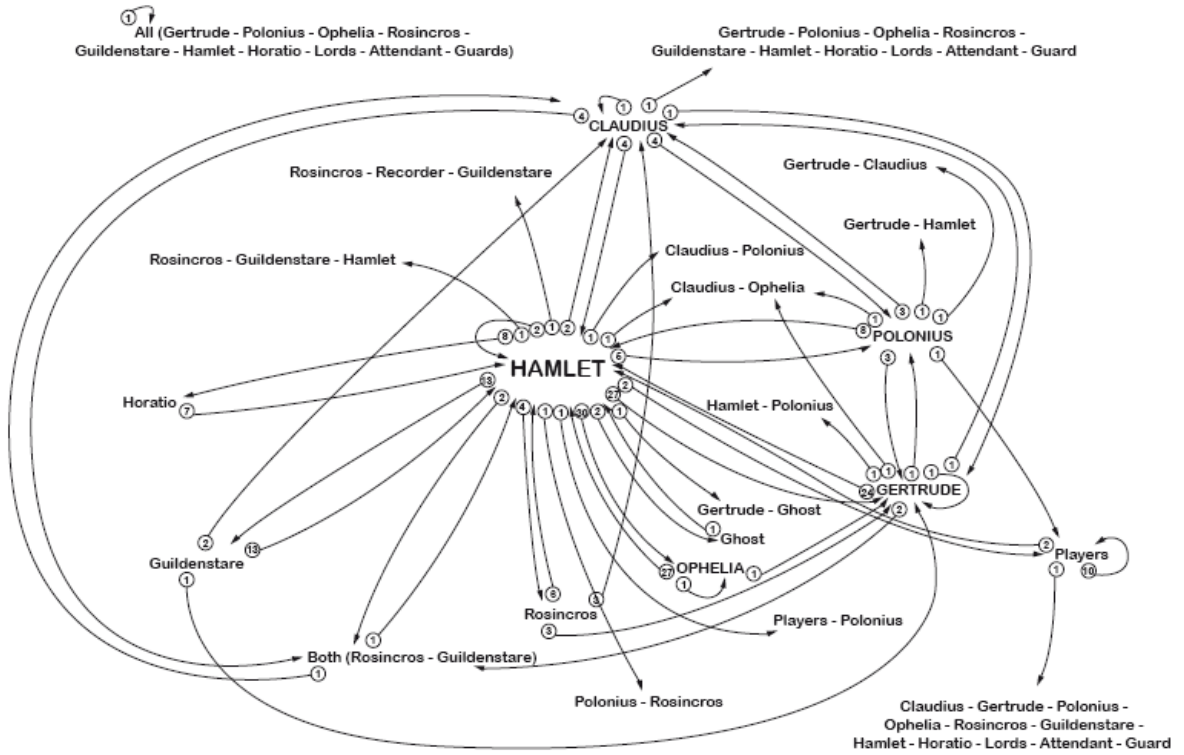 1
All (Gertrude - Polonius - Ophelia - Rosincros -
Guildenstare - Hamlet - Horatio - Lords - Attendant - Guards)
Gertrude - Polonius - Ophelia - Rosincros -
Guildenstare - Hamlet - Horatio - Lords - Attendant - Guard
4 1 1 1
CLAUDIUS
4 4
Rosincros - Recorder - Guildenstare
Gertrude - Claudius
Gertrude - Hamlet
Rosincros - Guildenstare - Hamlet
Claudius - Polonius
Claudius - Ophelia
8 1 2 1 2 1 1
8 1 3 1 1
POLONIUS
3 1
HAMLET
6
13 2 27
2 4 1 1 30 2 1
Horatio
7
Hamlet - Polonius
1 1 1 1 1
24
GERTRUDE
2
Gertrude - Ghost
1
Ghost
2
13
Guildenstare
1
27
OPHELIA
1
1
2
Players
1 10
6 3
Rosincros
3
Players - Polonius
1
Both (Rosincros - Guildenstare)
1
Polonius - Rosincros
Claudius - Gertrude - Polonius -
Ophelia - Rosincros - Guildenstare -
Hamlet - Horatio - Lords - Attendant - Guard